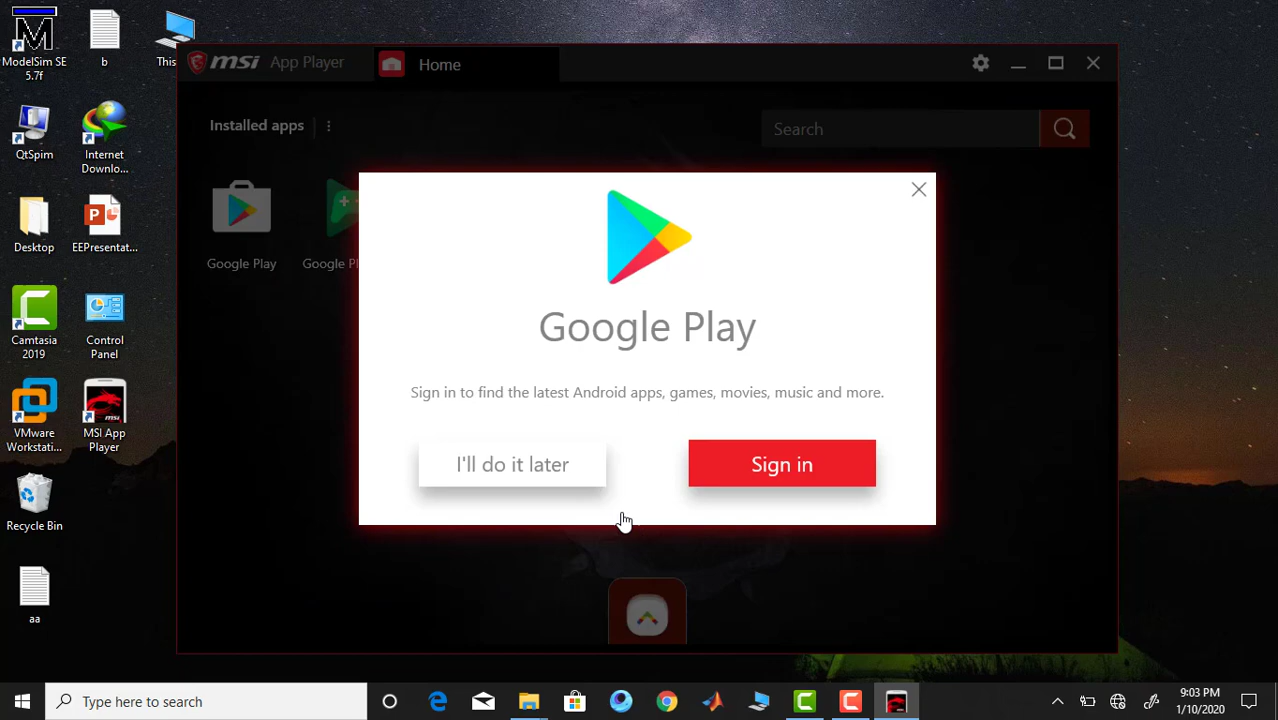 ModelSim SE
5.7f
b
This
QtSpim
Internet
Downlo...
Desktop
EEPresentat...
Camtasia
2019
Control
Panel
VMware
Workstati...
MSI App
Player
Recycle Bin
aa
msi App Player
Home
Installed apps
Search
Google Play
Google Pl
Google Play
Sign in to find the latest Android apps, games, movies, music and more.
I'll do it later
Sign in
Type here to search
9:03 PM
1/10/2020